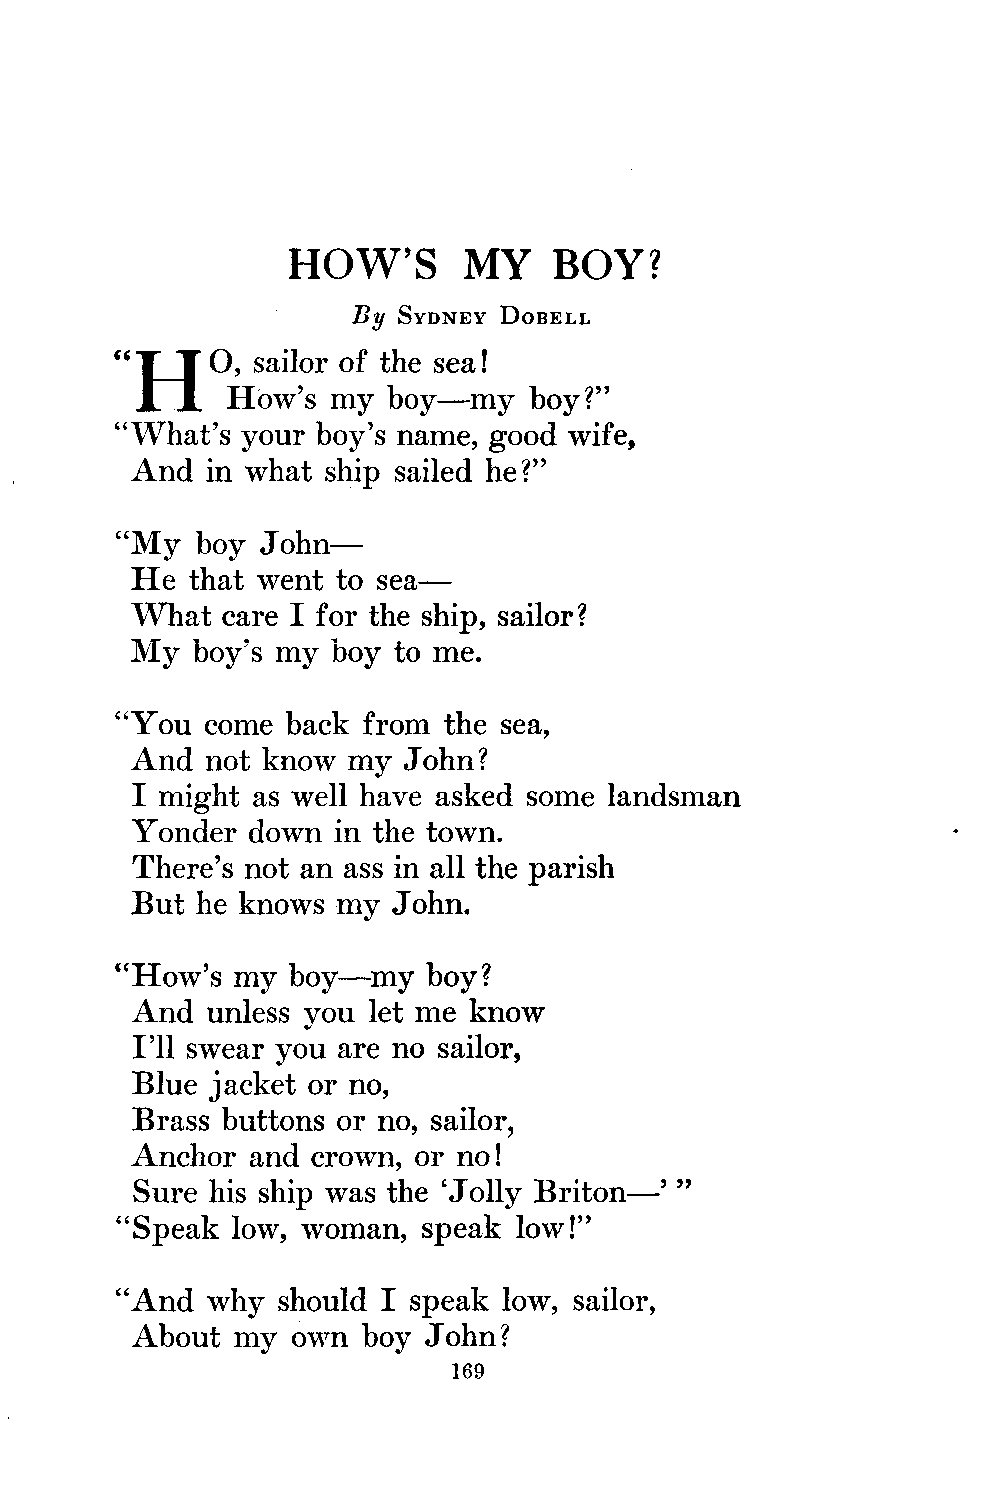 HOW'S MY BOY?
By SYDNEY DOBELL
“HO, sailor of the sea!
How's my boy—my boy?”
“What's your boy's name, good wife,
And in what ship sailed he?”
“My boy John—
He that went to sea—
What care I for the ship, sailor?
My boy's my boy to me.
“You come back from the sea,
And not know my John?
I might as well have asked some landsman
Yonder down in the town.
There's not an ass in all the parish
But he knows my John.
“How's my boy—my boy?
And unless you let me know
I'll swear you are no sailor,
Blue jacket or no,
Brass buttons or no, sailor,
Anchor and crown, or no!
Sure his ship was the ‘Jolly Briton—’ ”
“Speak low, woman, speak low!”
“And why should I speak low, sailor,
About my own boy John?
169